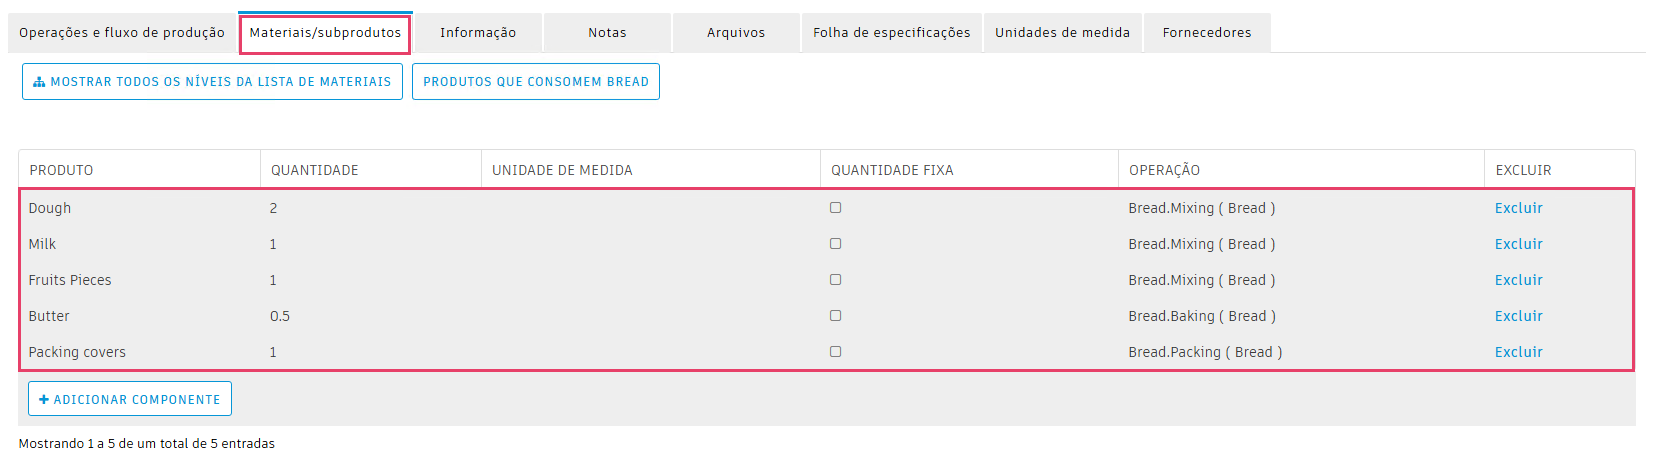 Operações e fluxo de produção Materiais/subprodutos Informação Notas Arquivos Folha de especificações Unidades de medida Fornecedores
MOSTRAR TODOS OS NÍVEIS DA LISTA DE MATERIAIS PRODUTOS QUE CONSOMEM BREAD
PRODUTO QUANTIDADE UNIDADE DE MEDIDA QUANTIDADE FIXA OPERAÇÃO EXCLUIR
Dough 2 Bread.Mixing ( Bread ) Excluir
Milk 1 Bread.Mixing ( Bread ) Excluir
Fruits Pieces 1 Bread.Mixing ( Bread ) Excluir
Butter 0.5 Bread.Baking ( Bread ) Excluir
Packing covers 1 Bread.Packing ( Bread ) Excluir
ADICIONAR COMPONENTE
Mostrando 1 a 5 de um total de 5 entradas